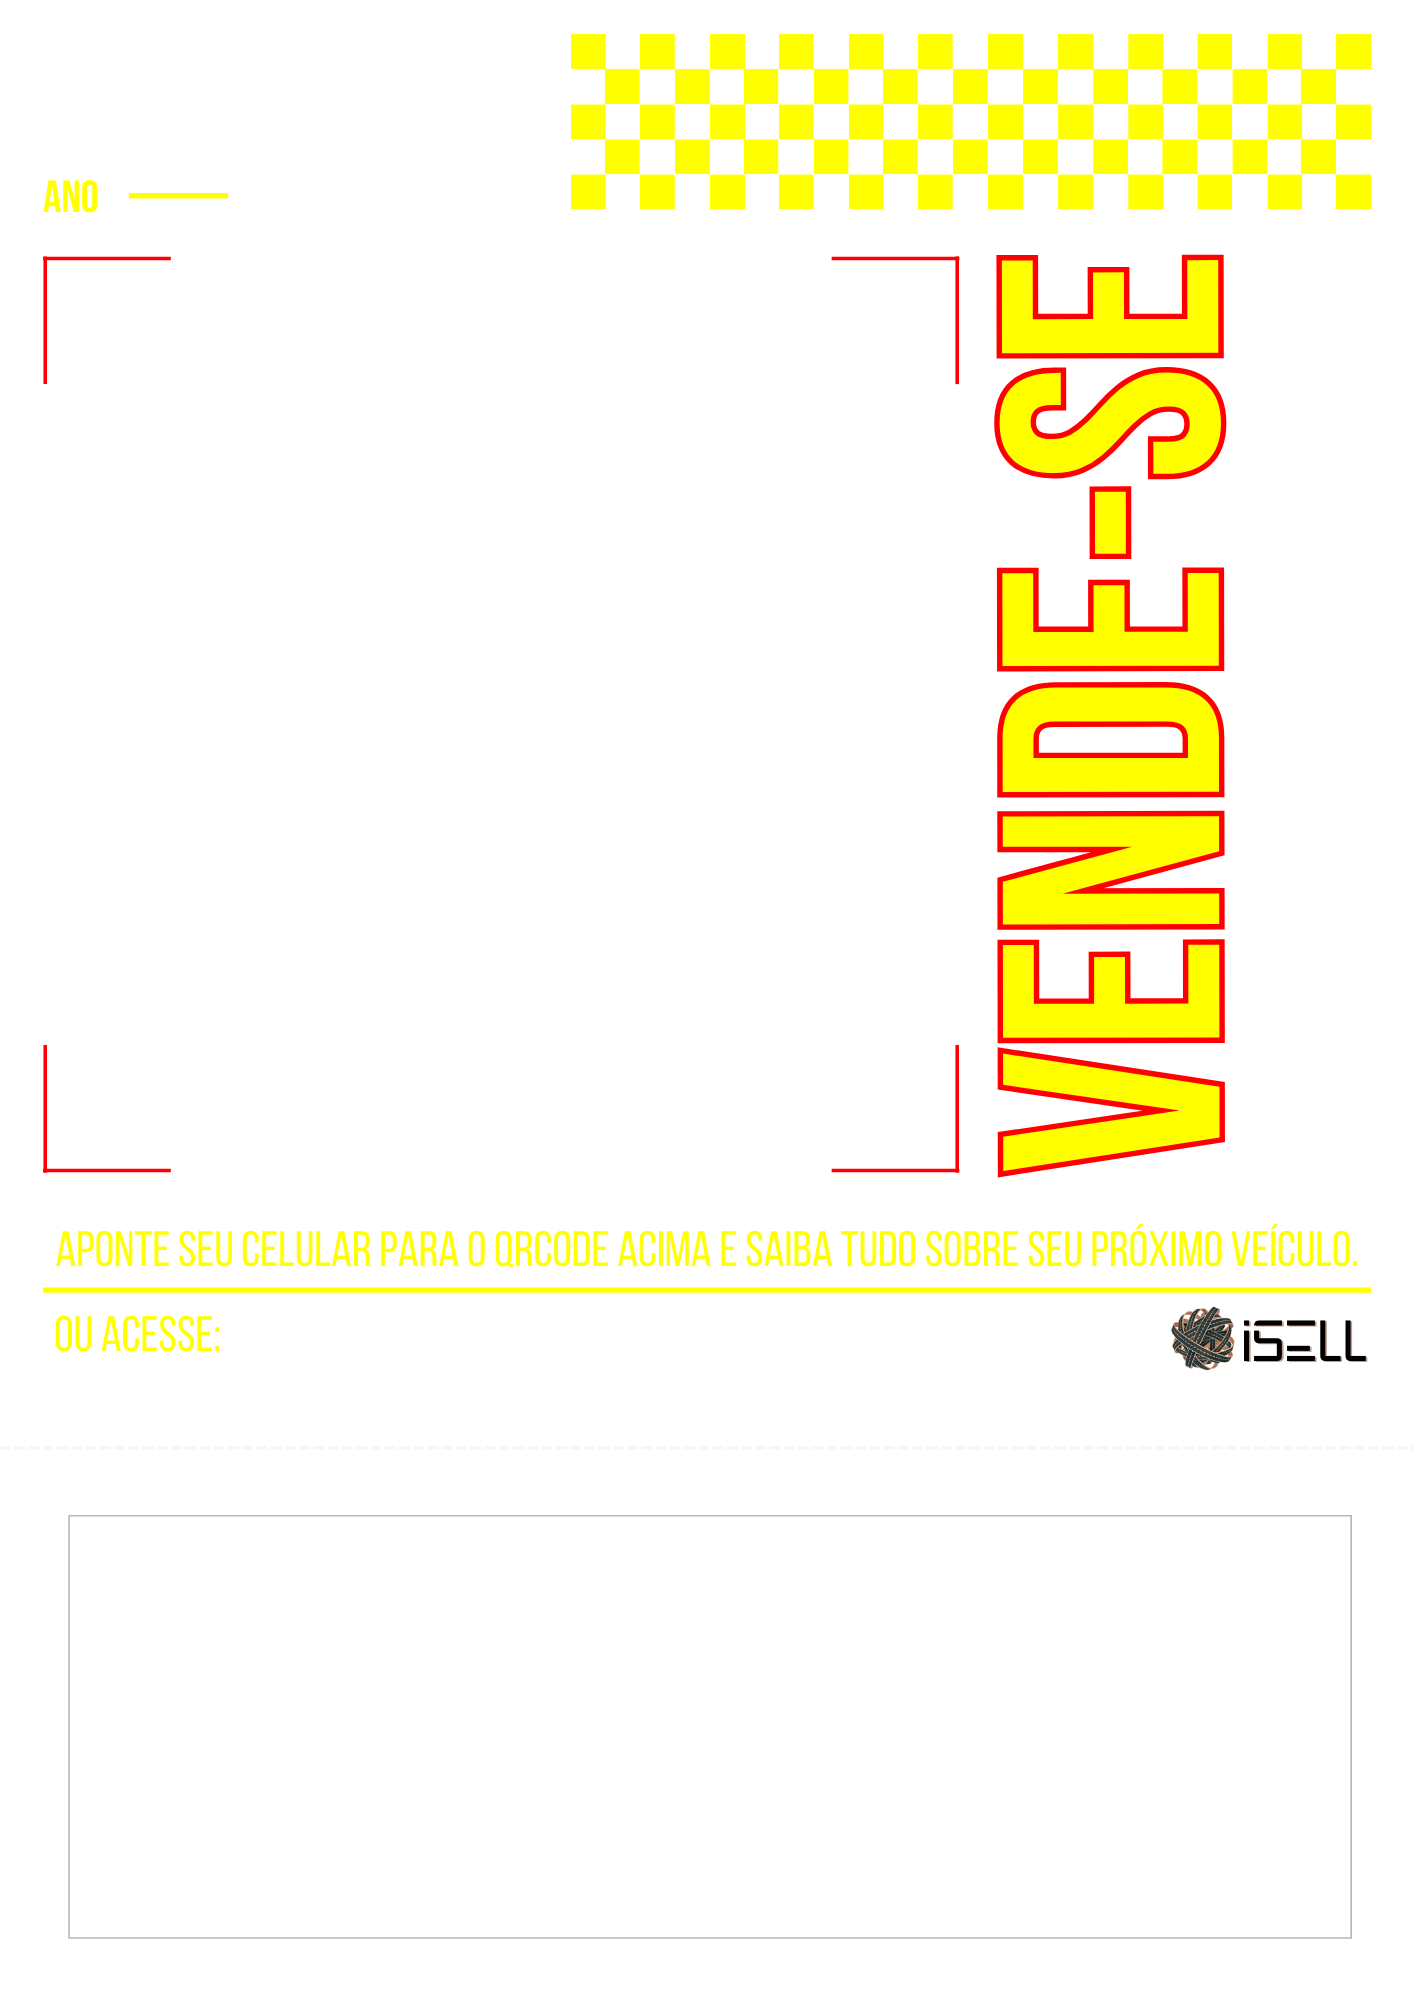 ANO
VENDE-SE
APONTE SEU CELULAR PARA O QRCODE ACIMA E SAIBA TUDO SOBRE SEU PRÓXIMO VEÍCULO.
OU ACESSE:
iSELL